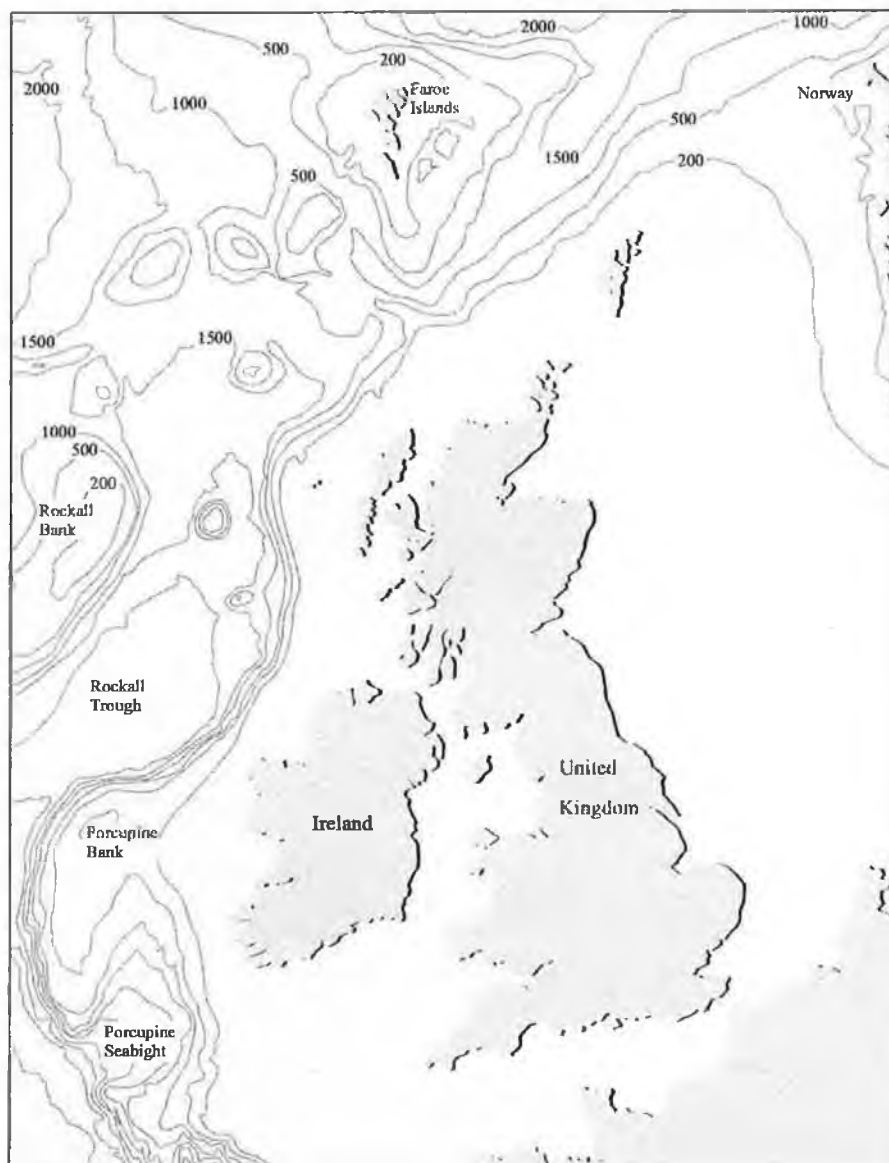 2000
500
1000
200
2000
Faroe
Islands
Norway
1000
500
1500
200
500
1500
1500
1000
500
200
Rockall
Bank
Rockall
Trough
United
Kingdom
Ireland
Porcupine
Bank
Porcupine
Seabight